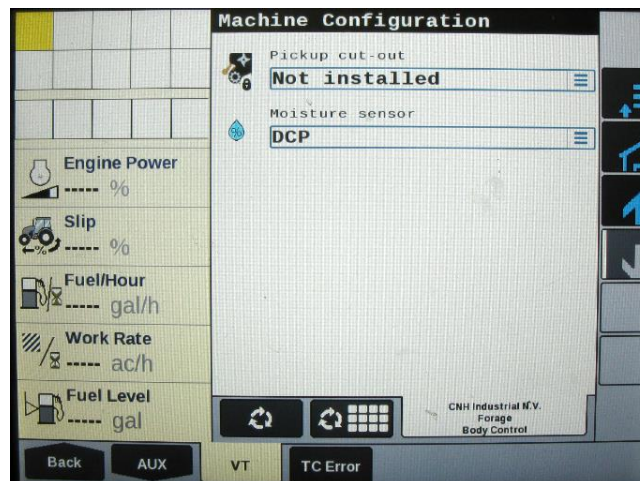 Machine Configuration
Pickup cut-out
Not installed
Moisture sensor
%
DCP
Engine Power
----- %
Slip
%
----- %
Fuel/Hour
----- gal/h
Work Rate
----- ac/h
Fuel Level
----- gal
CNH Industrial N.V.
Forage
Body Control
Back
AUX
VT
TC Error